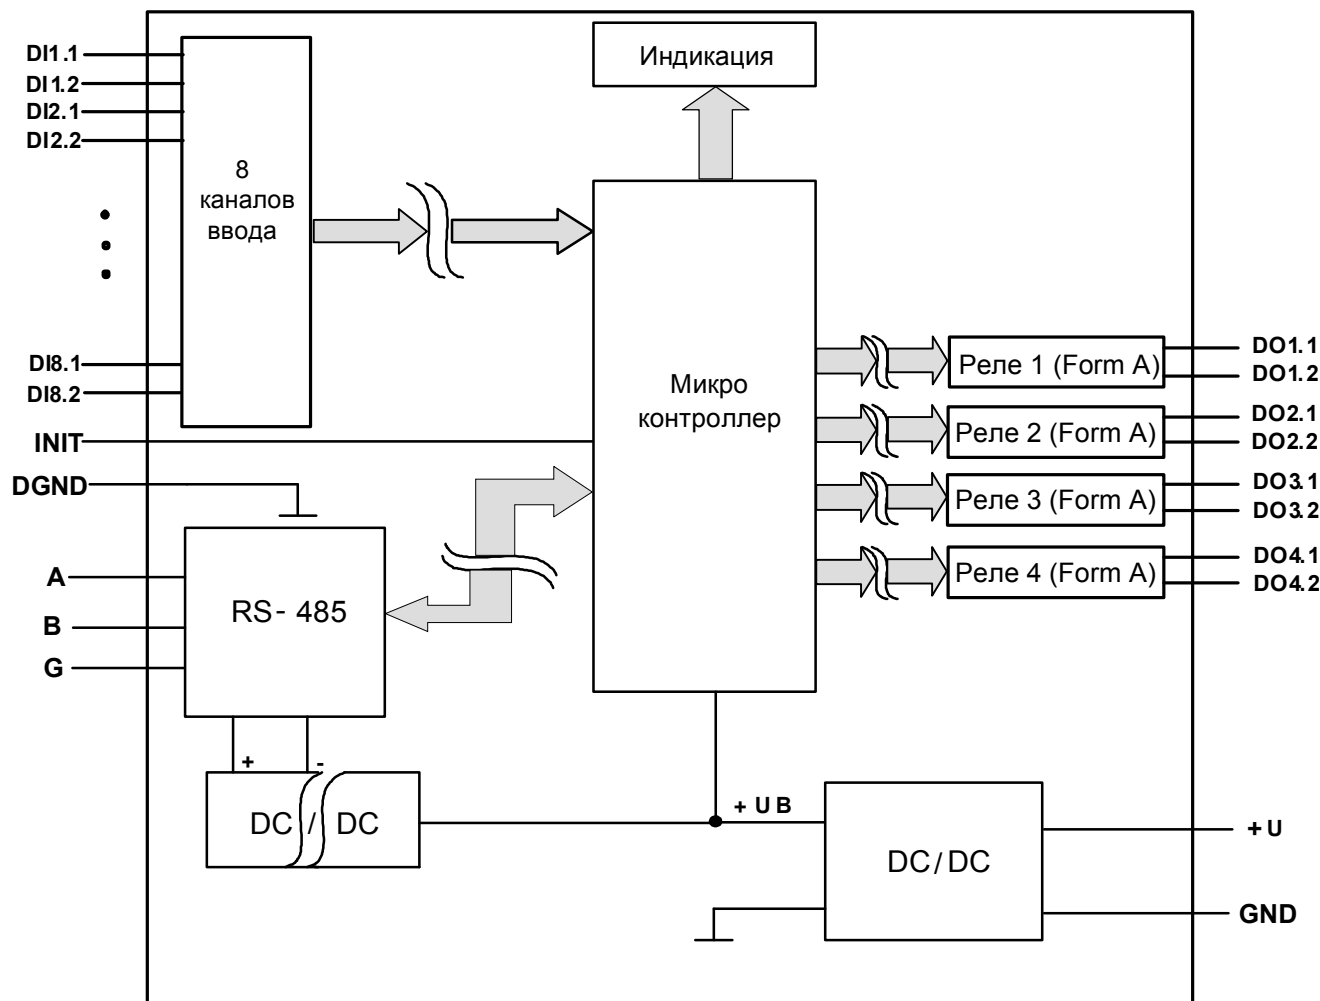 DI1.1
DI1.2
DI2.1
DI2.2
8
каналов
ввода
DI8.1
DI8.2
INIT
DGND
A
B
G
RS- 485
+
-
DC / DC
Индикация
Микро
контроллер
Реле 1 (Form A)
Реле 2 (Form A)
Реле 3 (Form A)
Реле 4 (Form A)
DO1.1
DO1.2
DO2.1
DO2.2
DO3.1
DO3.2
DO4.1
DO4.2
+ U B
DC/DC
+ U
GND